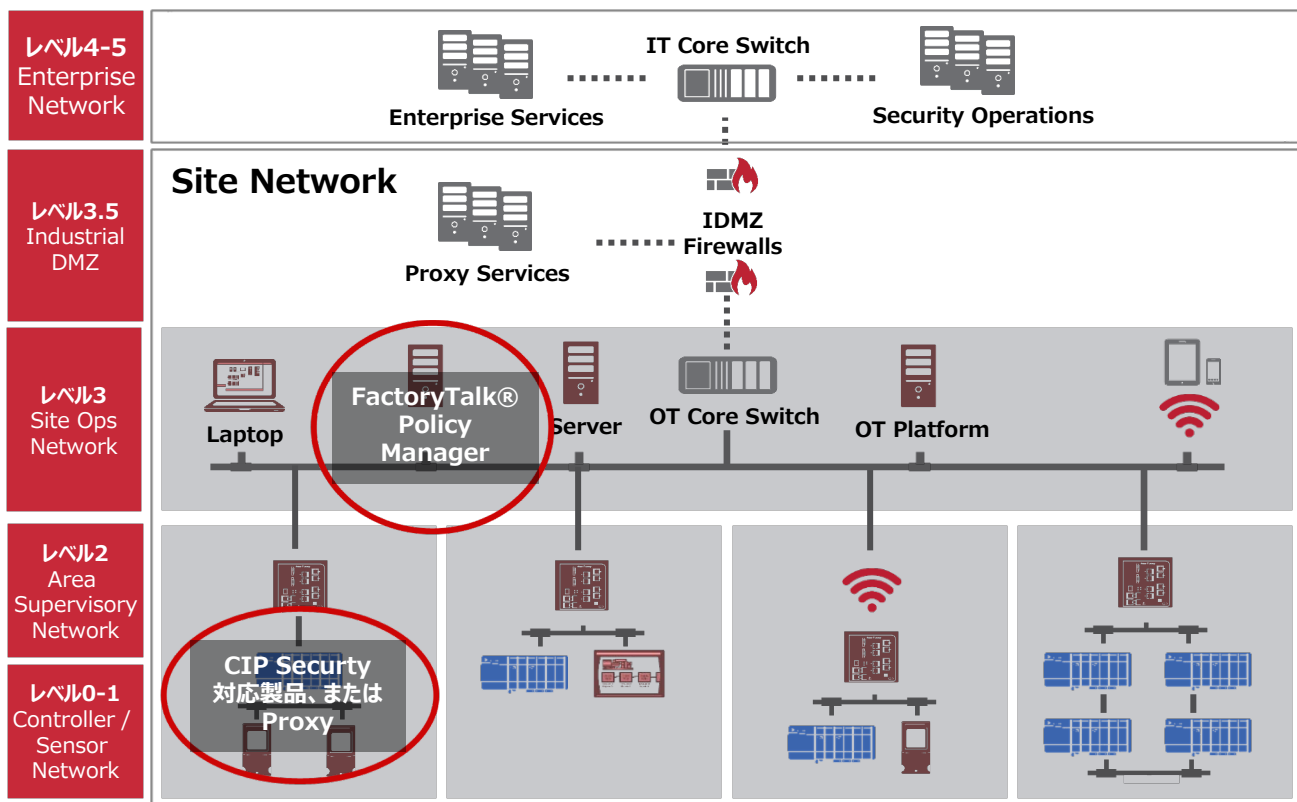 レベル4-5
Enterprise
Network
IT Core Switch
Enterprise Services
Security Operations
レベル3.5
Industrial
DMZ
Site Network
IDMZ
Firewalls
Proxy Services
レベル3
Site Ops
Network
Laptop
FactoryTalk®
Policy
Manager
Server
OT Core Switch
OT Platform
レベル2
Area
Supervisory
Network
レベル0-1
Controller /
Sensor
Network
CIP Securty
対応製品、または
Proxy